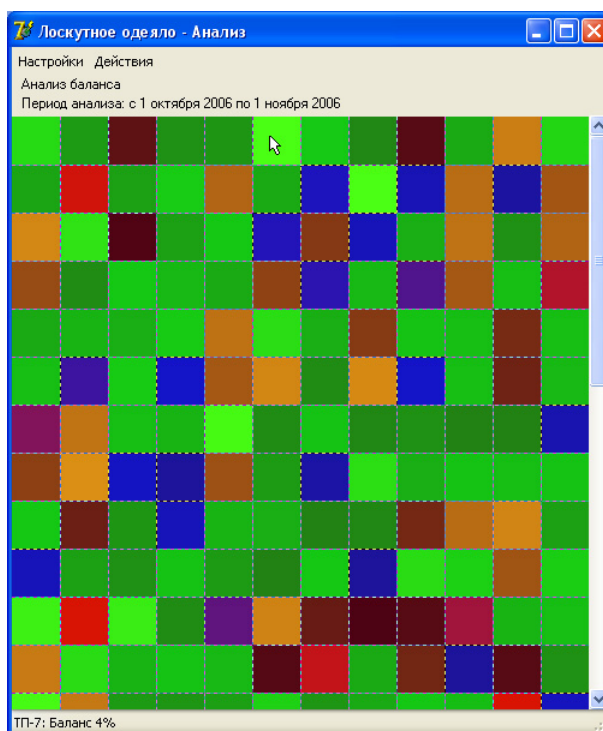 Лоскутное одеяло - Анализ
Настройки Действия
Анализ баланса
Период анализа: с 1 октября 2006 по 1 ноября 2006
ТП-7: Баланс 4%